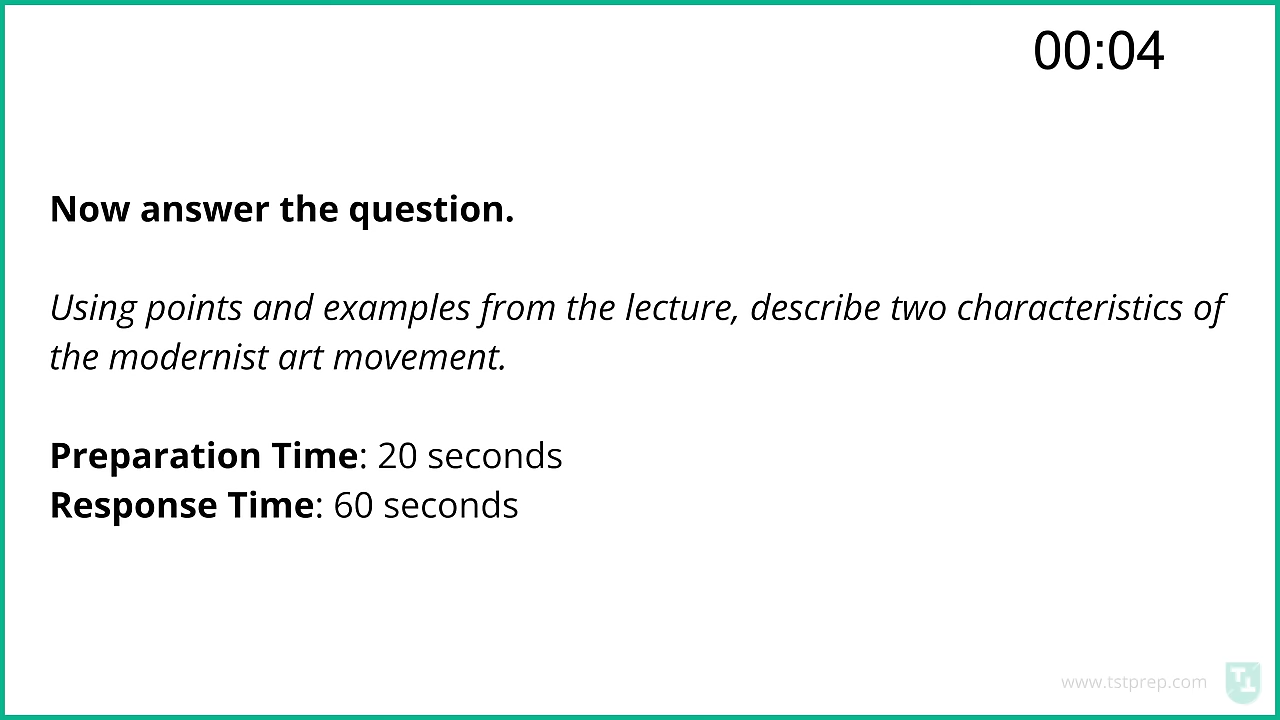 00:04
Now answer the question.
Using points and examples from the lecture, describe two characteristics of
the modernist art movement.
Preparation Time: 20 seconds
Response Time: 60 seconds
www.tstprep.com